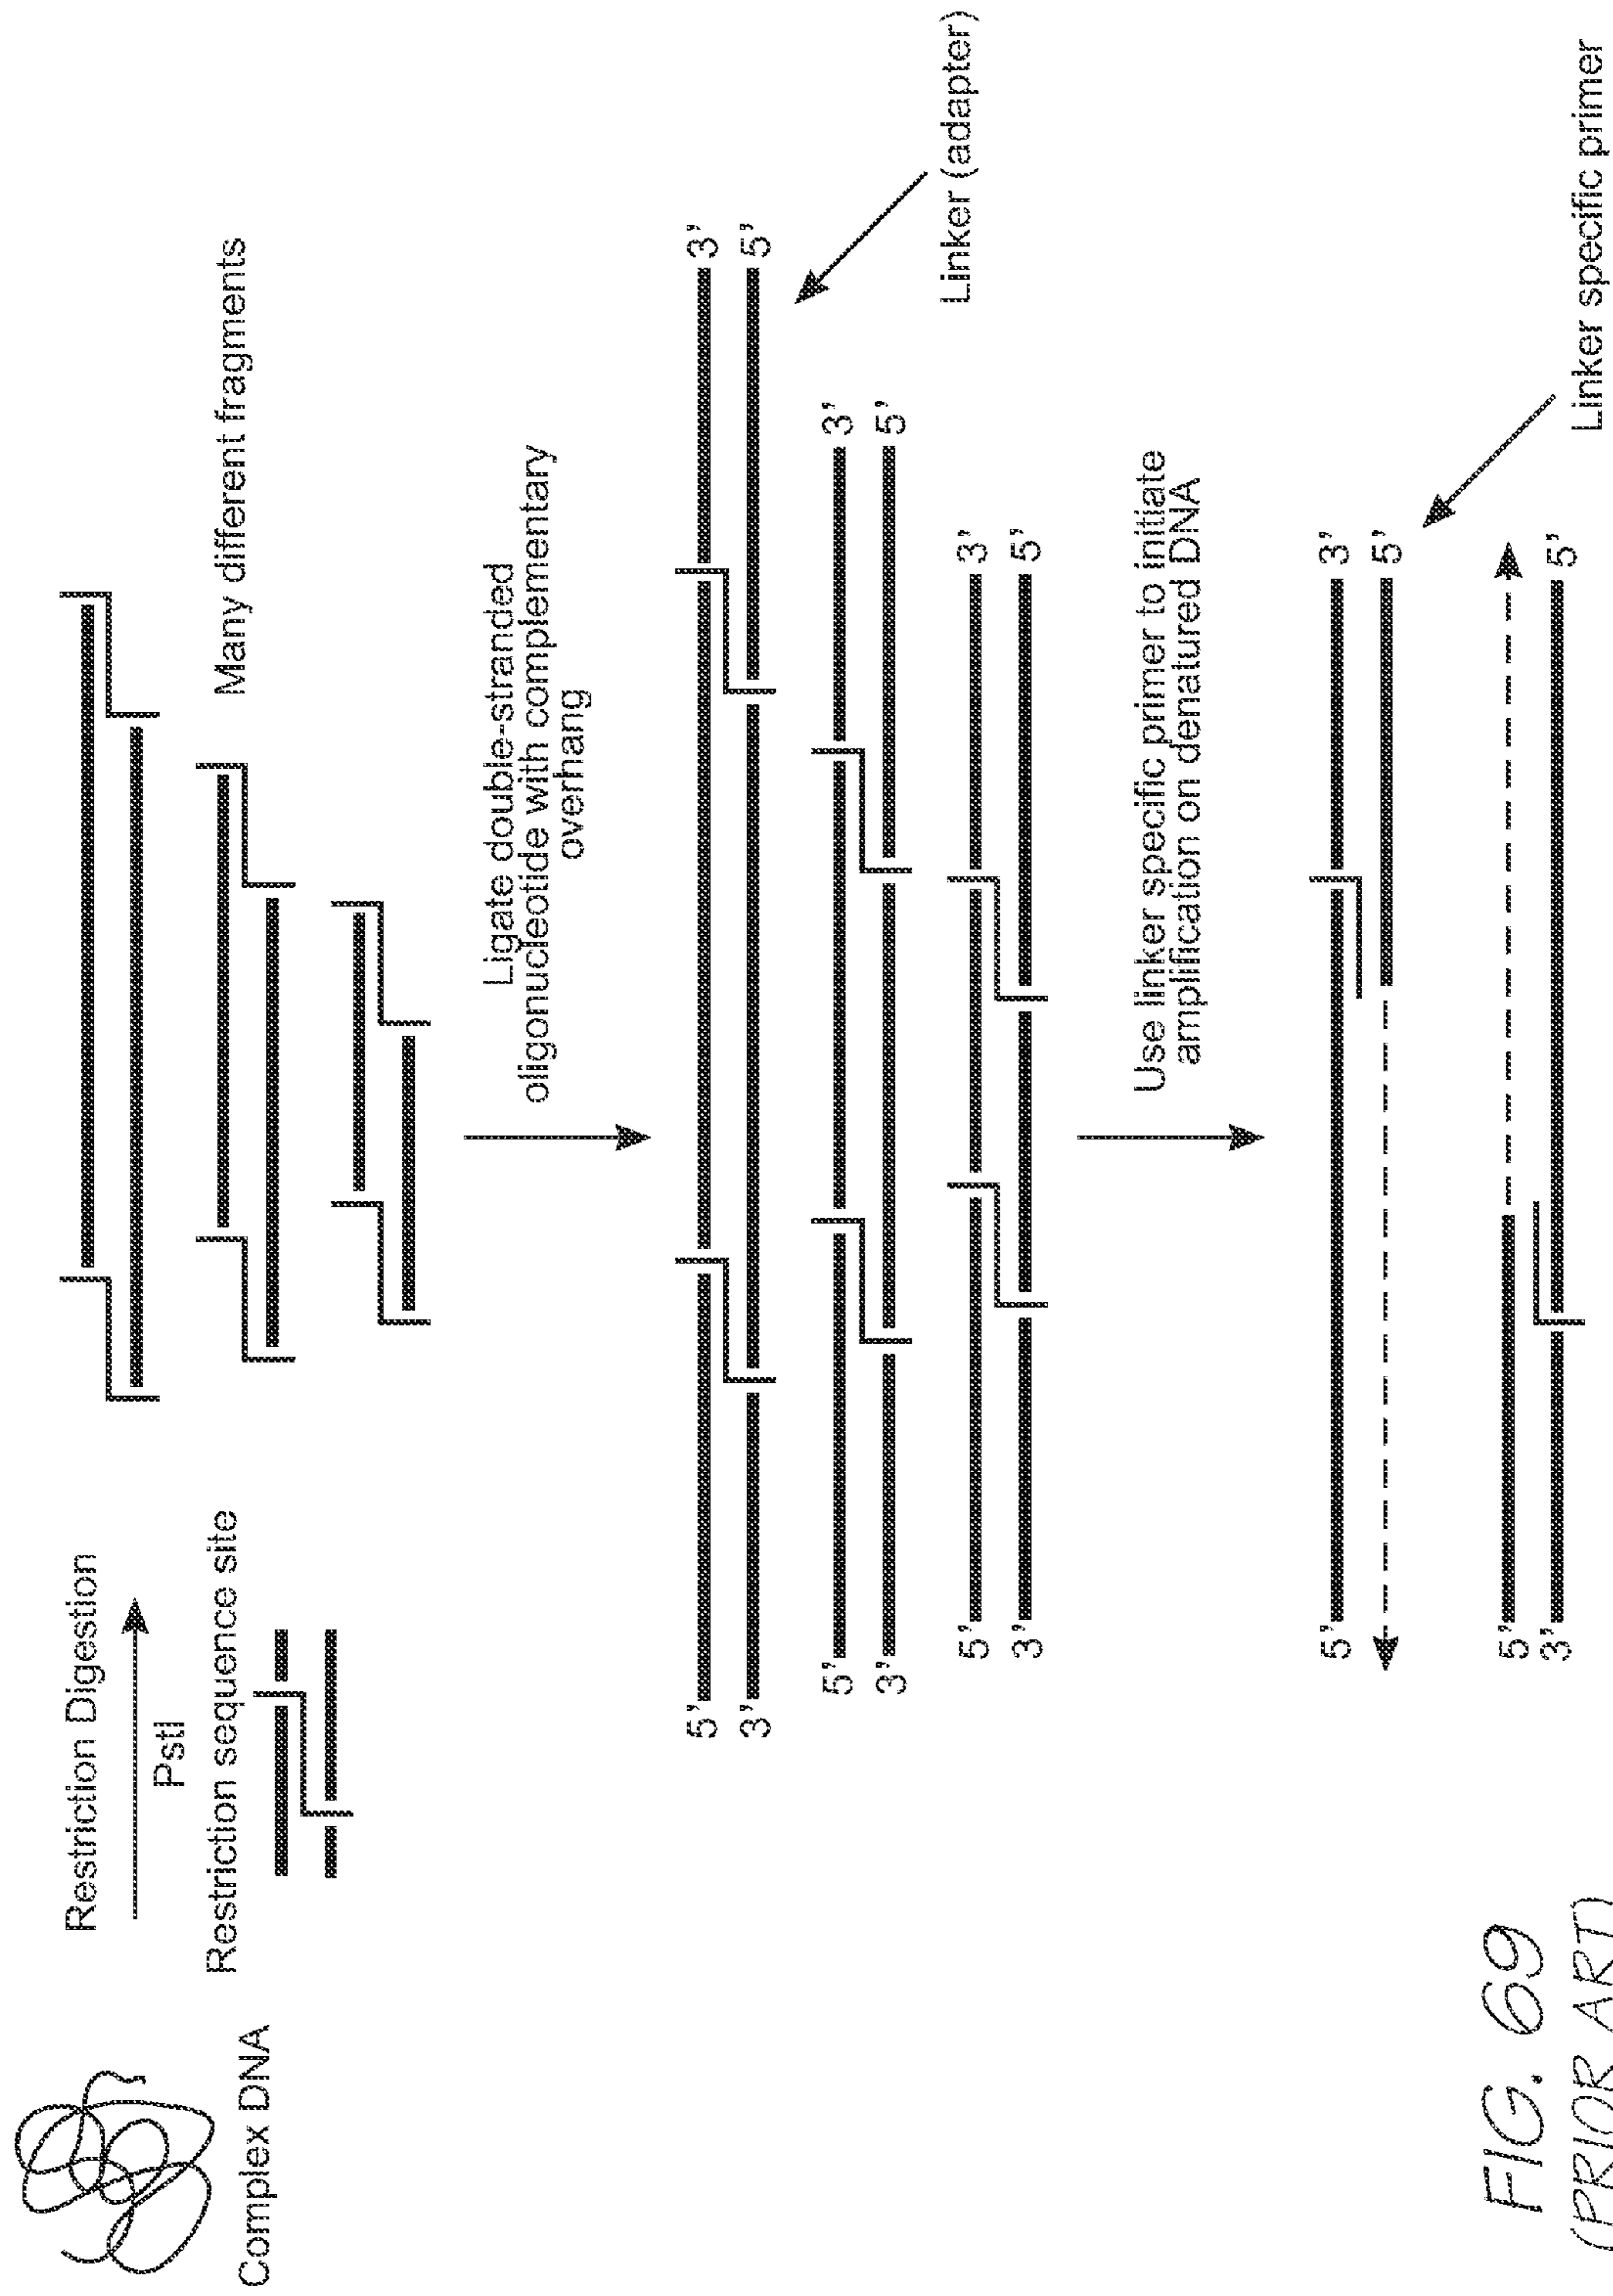 Complex DNA
Restriction Digestion
PstI
Restriction sequence site
Many different fragments
Ligate double-stranded
oligonucleotide with complementary
overhang
5' 3'
3' 5'
5' 3'
3' 5'
5' 3'
3' 5'
Linker (adapter)
Use linker specific primer to initiate
amplification on denatured DNA
5' 3'
5'
5'
3' 5'
Linker specific primer
FIG. 69
(PRIOR ART)